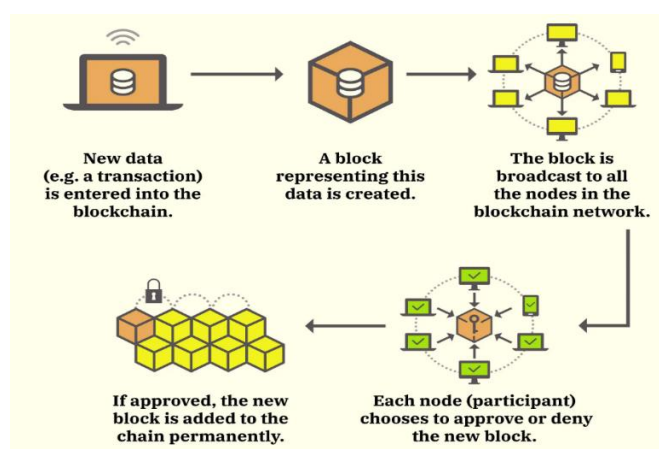 New data
(e.g. a transaction)
is entered into the
blockchain.
A block
representing this
data is created.
The block is
broadcast to all
the nodes in the
blockchain network.
If approved, the new
block is added to the
chain permanently.
Each node (participant)
chooses to approve or deny
the new block.